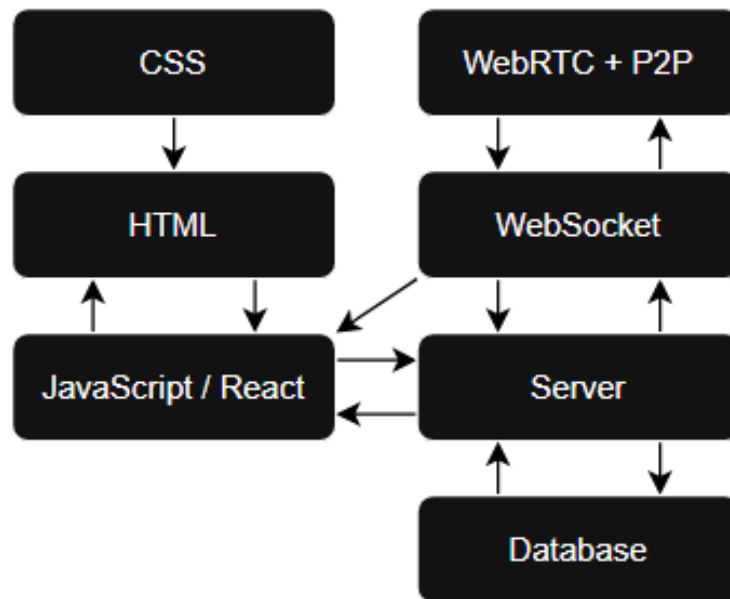 CSS
WebRTC + P2P
HTML
WebSocket
JavaScript / React
Server
Database